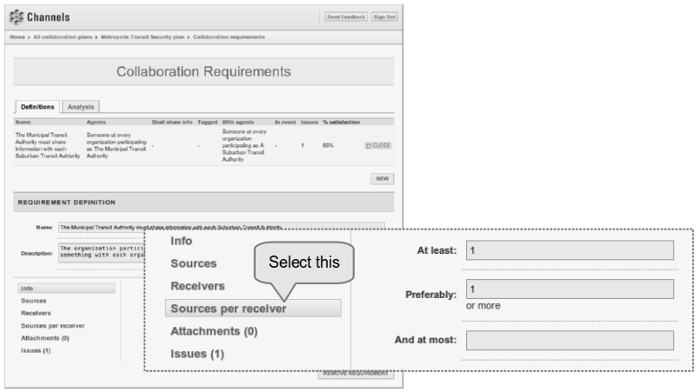 Channels
Send Feedback Sign Out
Home › All collaboration plans › Metropolis Transit Security plan › Collaboration requirements
Collaboration Requirements
Definitions Analysis
Name Agents Shall share info Tagged With agents In event Issues % satisfaction
The Municipal Transit Authority must share information with each Suburban Transit Authority
Someone at every organization participating as The Municipal Transit Authority
-
-
Someone at every organization participating as A Suburban Transit Authority
-
1
66%
CLOSE
NEW
REQUIREMENT DEFINITION
Name: The Municipal Transit Authority must share information with each Suburban Transit Authority
Description: The organization partici
something with each orga
Info
Sources
Receivers
Sources per receiver
Attachments (0)
Issues (1)
Info
Sources
Receivers
Sources per receiver
Attachments (0)
Issues (1)
Select this
At least: 1
Preferably: 1
or more
And at most:
REMOVE REQUIREMENT